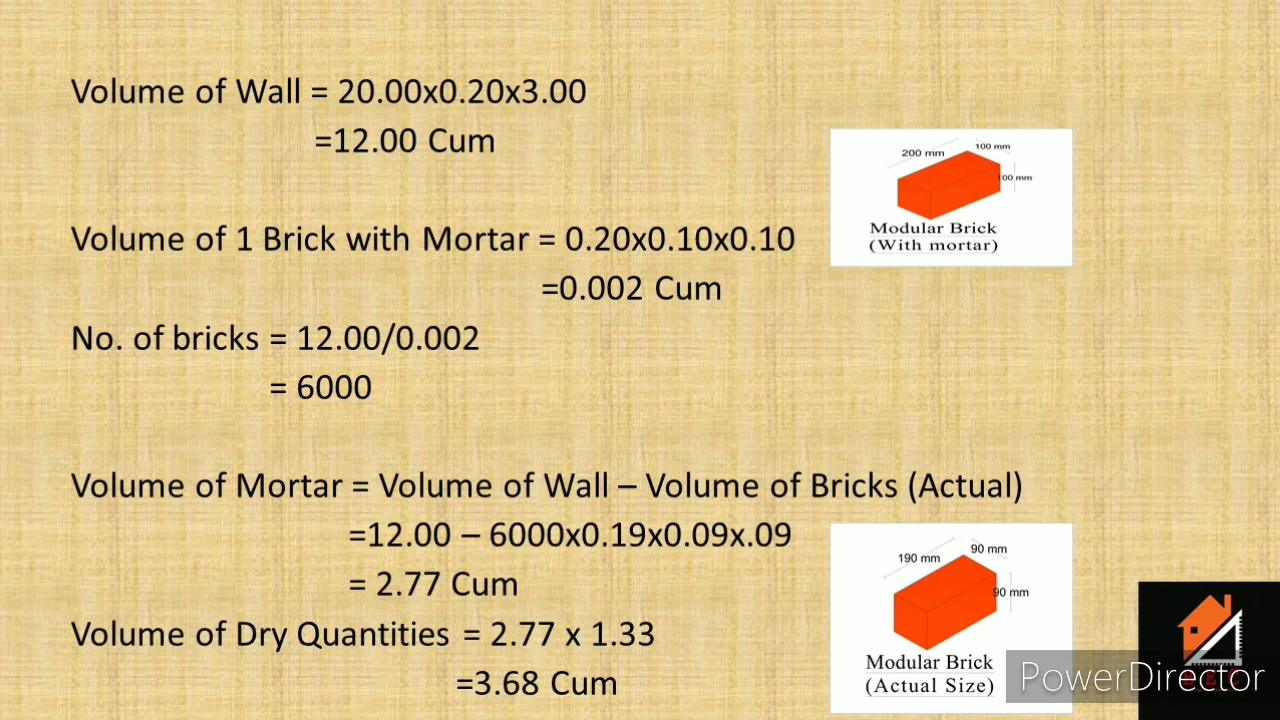 Volume of Wall = 20.00x0.20x3.00
=12.00 Cum
200 mm
100 mm
100 mm
Modular Brick
(With mortar)
Volume of 1 Brick with Mortar = 0.20x0.10x0.10
=0.002 Cum
No. of bricks = 12.00/0.002
= 6000
Volume of Mortar = Volume of Wall – Volume of Bricks (Actual)
=12.00 – 6000x0.19x0.09x.09
= 2.77 Cum
190 mm
90 mm
90 mm
Modular Brick
(Actual Size)
Volume of Dry Quantities = 2.77 x 1.33
=3.68 Cum
PowerDirector